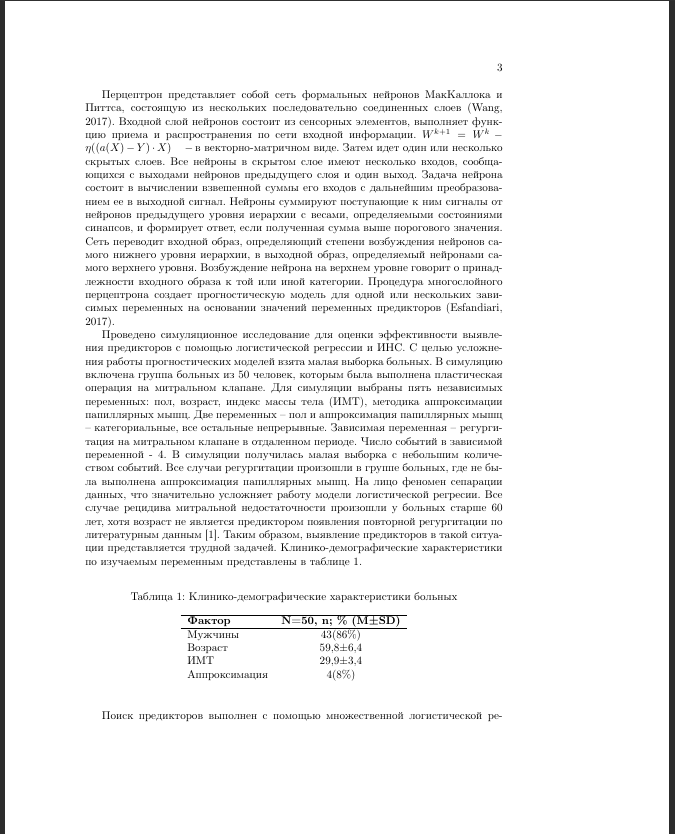 3
Перцептрон представляет собой сеть формальных нейронов МакКаллока и
Питтса, состоящую из нескольких последовательно соединенных слоев (Wang,
2017). Входной слой нейронов состоит из сенсорных элементов, выполняет функ-
цию приема и распространения по сети входной информации. W^{k+1} = W^k −
η((a(X) − Y) · X) – в векторно-матричном виде. Затем идет один или несколько
скрытых слоев. Все нейроны в скрытом слое имеют несколько входов, сообща-
ющихся с выходами нейронов предыдущего слоя и один выход. Задача нейрона
состоит в вычислении взвешенной суммы его входов с дальнейшим преобразова-
нием ее в выходной сигнал. Нейроны суммируют поступающие к ним сигналы от
нейронов предыдущего уровня иерархии с весами, определяемыми состояниями
синапсов, и формирует ответ, если полученная сумма выше порогового значения.
Сеть переводит входной образ, определяющий степени возбуждения нейронов са-
мого нижнего уровня иерархии, в выходной образ, определяемый нейронами са-
мого верхнего уровня. Возбуждение нейрона на верхнем уровне говорит о принад-
лежности входного образа к той или иной категории. Процедура многослойного
перцептрона создает прогностическую модель для одной или нескольких зави-
симых переменных на основании значений переменных предикторов (Esfandiari,
2017).
Проведено симуляционное исследование для оценки эффективности выявле-
ния предикторов с помощью логистической регрессии и ИНС. С целью усложне-
ния работы прогностических моделей взята малая выборка больных. В симуляцию
включена группа больных из 50 человек, которым была выполнена пластическая
операция на митральном клапане. Для симуляции выбраны пять независимых
переменных: пол, возраст, индекс массы тела (ИМТ), методика аппроксимации
папиллярных мышц. Две переменных – пол и аппроксимация папиллярных мышц
– категориальные, все остальные непрерывные. Зависимая переменная – регурги-
тация на митральном клапане в отдаленном периоде. Число событий в зависимой
переменной - 4. В симуляции получилась малая выборка с небольшим количе-
ством событий. Все случаи регургитации произошли в группе больных, где не бы-
ла выполнена аппроксимация папиллярных мышц. На лицо феномен сепарации
данных, что значительно усложняет работу модели логистической регресии. Все
случае рецидива митральной недостаточности произошли у больных старше 60
лет, хотя возраст не является предиктором появления повторной регургитации по
литературным данным [1]. Таким образом, выявление предикторов в такой ситуа-
ции представляется трудной задачей. Клинико-демографические характеристики
по изучаемым переменным представлены в таблице 1.
Таблица 1: Клинико-демографические характеристики больных
Фактор N=50, n; % (M±SD)
Мужчины 43(86%)
Возраст 59,8±6,4
ИМТ 29,9±3,4
Аппроксимация 4(8%)
Поиск предикторов выполнен с помощью множественной логистической ре-